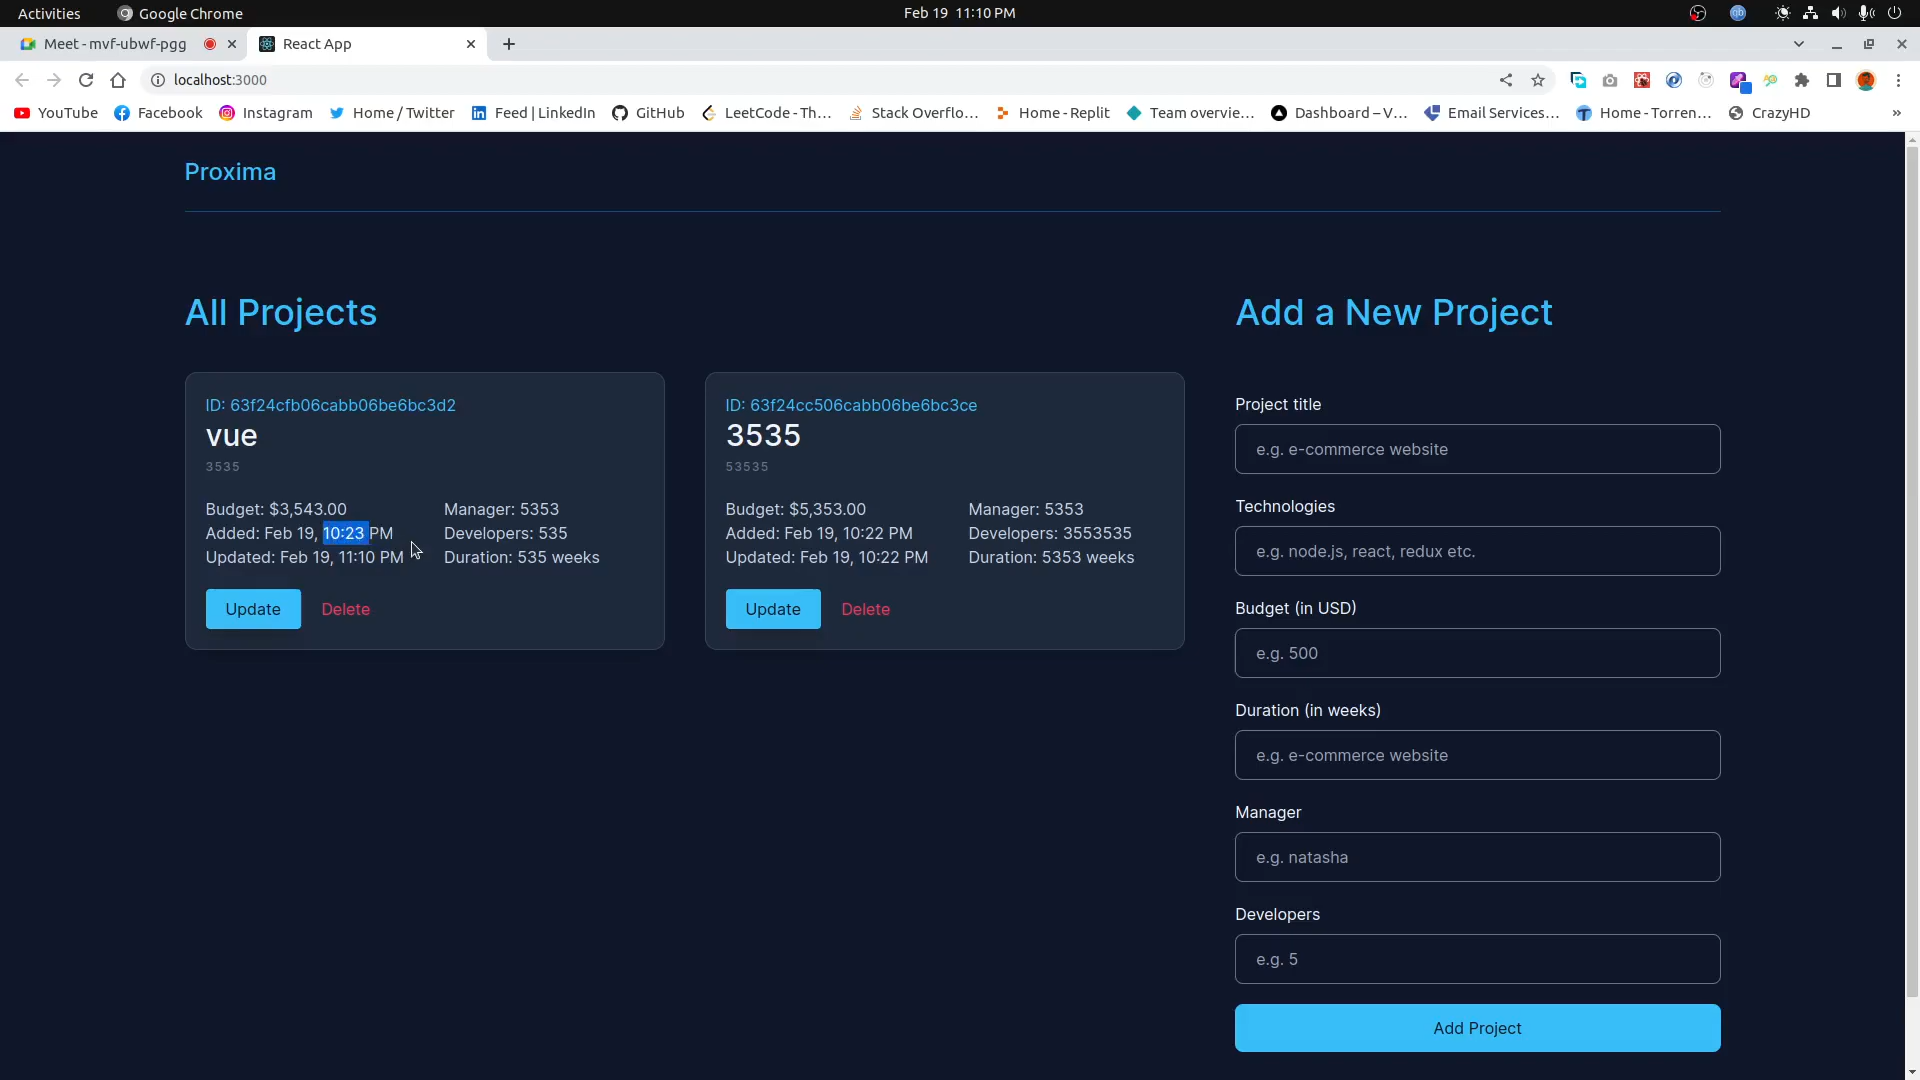 Activities
Google Chrome
Feb 19 11:10 PM
Meet - mvf-ubwf-pgg
React App
localhost:3000
YouTube
Facebook
Instagram
Home / Twitter
Feed | LinkedIn
GitHub
LeetCode - Th...
Stack Overflo...
Home - Replit
Team overvie...
Dashboard – V...
Email Services...
Home - Torren...
CrazyHD
»
Proxima
All Projects
ID: 63f24cfb06cabb06be6bc3d2
vue
3535
Budget: $3,543.00
Added: Feb 19, 10:23 PM
Updated: Feb 19, 11:10 PM
Manager: 5353
Developers: 535
Duration: 535 weeks
Update
Delete
ID: 63f24cc506cabb06be6bc3ce
3535
53535
Budget: $5,353.00
Added: Feb 19, 10:22 PM
Updated: Feb 19, 10:22 PM
Manager: 5353
Developers: 3553535
Duration: 5353 weeks
Update
Delete
Add a New Project
Project title
e.g. e-commerce website
Technologies
e.g. node.js, react, redux etc.
Budget (in USD)
e.g. 500
Duration (in weeks)
e.g. e-commerce website
Manager
e.g. natasha
Developers
e.g. 5
Add Project